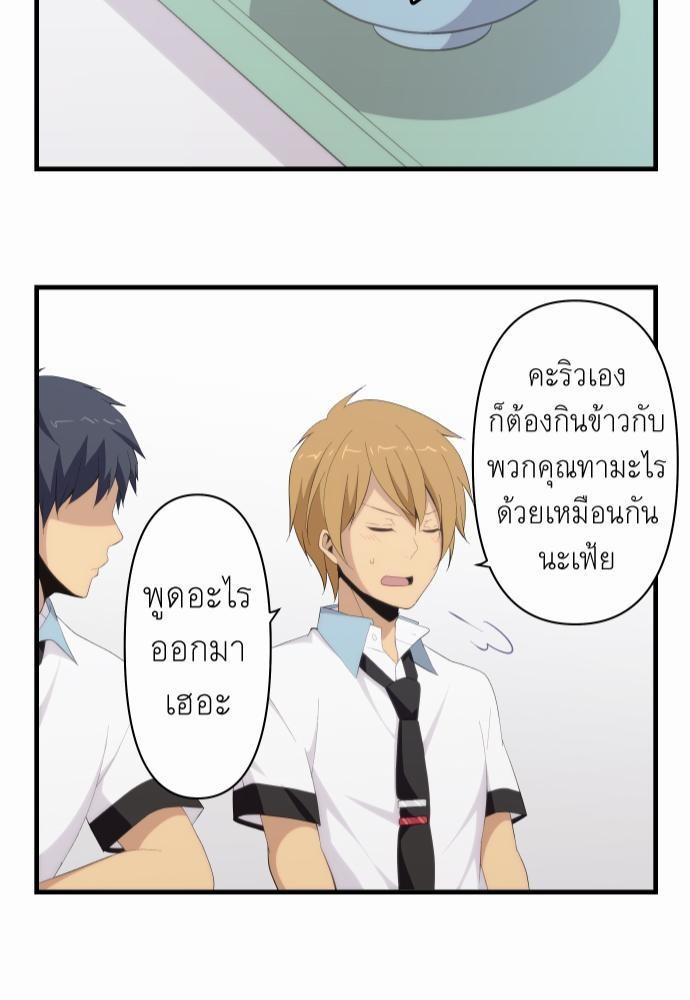 คะริวเอง
ก็ต้องกินข้าวกับ
พวกคุณทามะไร
ด้วยเหมือนกัน
นะเฟ้ย
พูดอะไร
ออกมา
เฮอะ